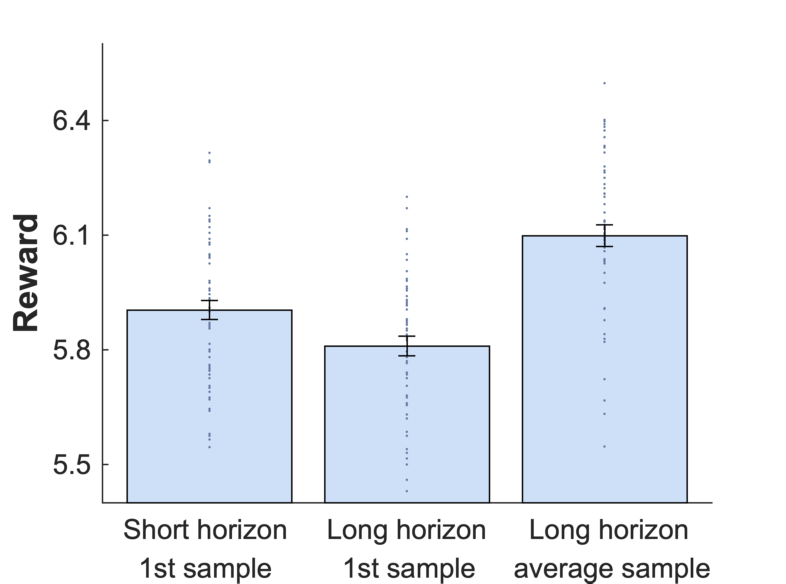 Reward
6.4
6.1
5.8
5.5
Short horizon
1st sample
Long horizon
1st sample
Long horizon
average sample